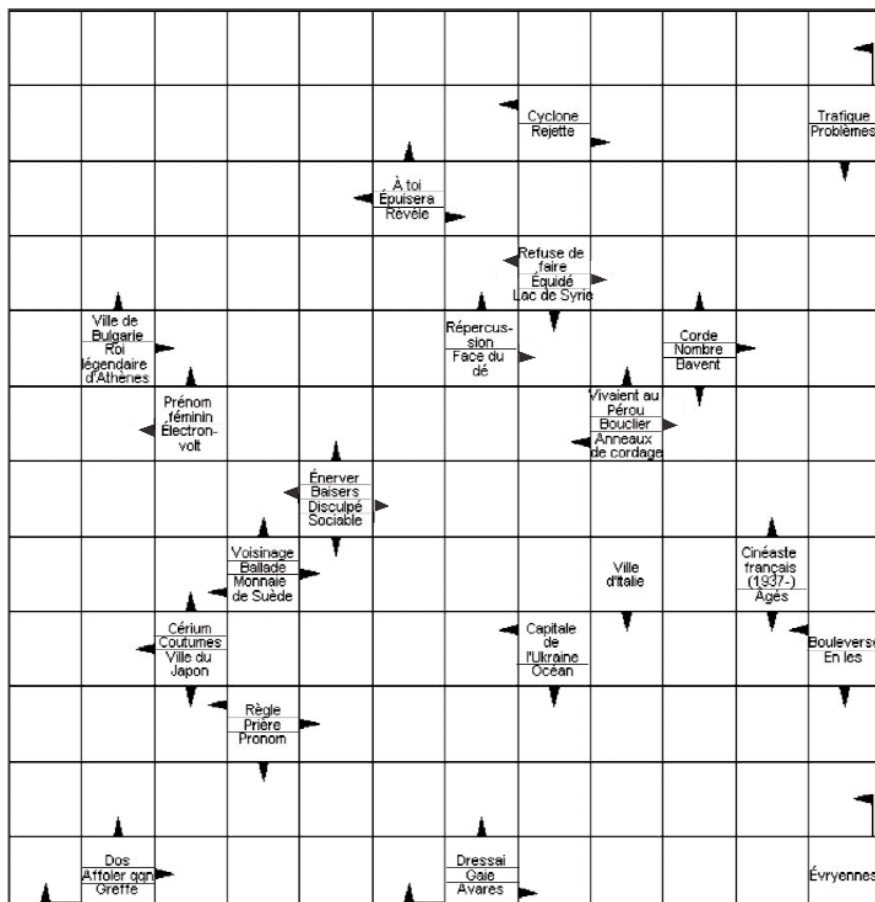 Cyclone
Rejette
Trafique
Problèmes
À toi
Épuisera
Révèle
Refuse de
faire
Équidé
Lac de Syrie
Ville de
Bulgarie
Roi
légendaire
d'Athènes
Répercus-
sion
Face du
dé
Corde
Nombre
Bavent
Prénom
féminin
Électron-
volt
Vivaient au
Pérou
Bouclier
Anneaux
de cordage
Énerver
Baisers
Disculpé
Sociable
Voisinage
Ballade
Monnaie
de Suède
Ville
d'Italie
Cinéaste
français
(1937-)
Âgés
Cérium
Coutumes
Ville du
Japon
Capitale
de
l'Ukraine
Océan
Bouleversé
En les
Règle
Prière
Pronom
Dos
Affoler qqn
Greffe
Dressai
Gaie
Avares
Évryennes